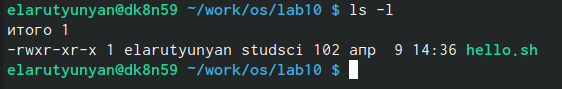 elarutyunyan@dk8n59 ~/work/os/lab10 $ ls -l
итого 1
-rwxr-xr-x 1 elarutyunyan studsci 102 апр  9 14:36 hello.sh
elarutyunyan@dk8n59 ~/work/os/lab10 $